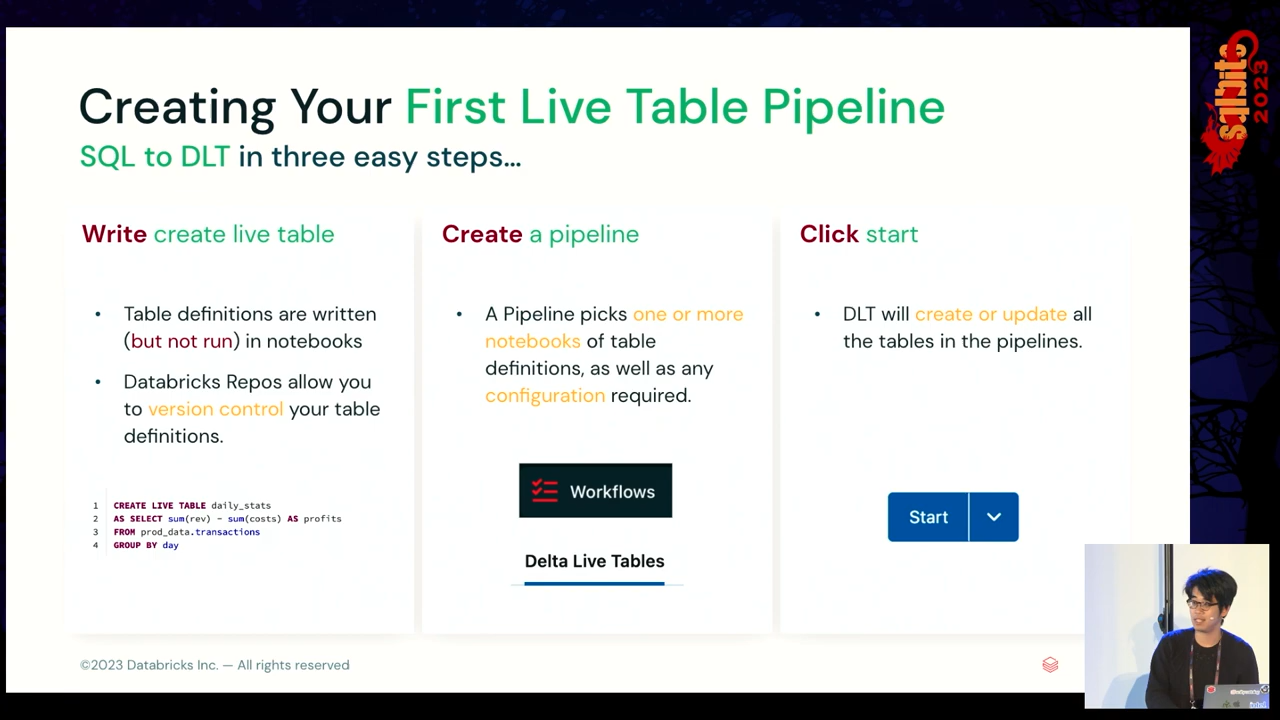 Creating Your First Live Table Pipeline
SQL to DLT in three easy steps…
Write create live table
• Table definitions are written
(but not run) in notebooks
• Databricks Repos allow you
to version control your table
definitions.
1 CREATE LIVE TABLE daily_stats
2 AS SELECT sum(rev) - sum(costs) AS profits
3 FROM prod_data.transactions
4 GROUP BY day
Create a pipeline
• A Pipeline picks one or more
notebooks of table
definitions, as well as any
configuration required.
Workflows
Delta Live Tables
Click start
• DLT will create or update all
the tables in the pipelines.
Start
©2023 Databricks Inc. — All rights reserved
sqlbits
2023